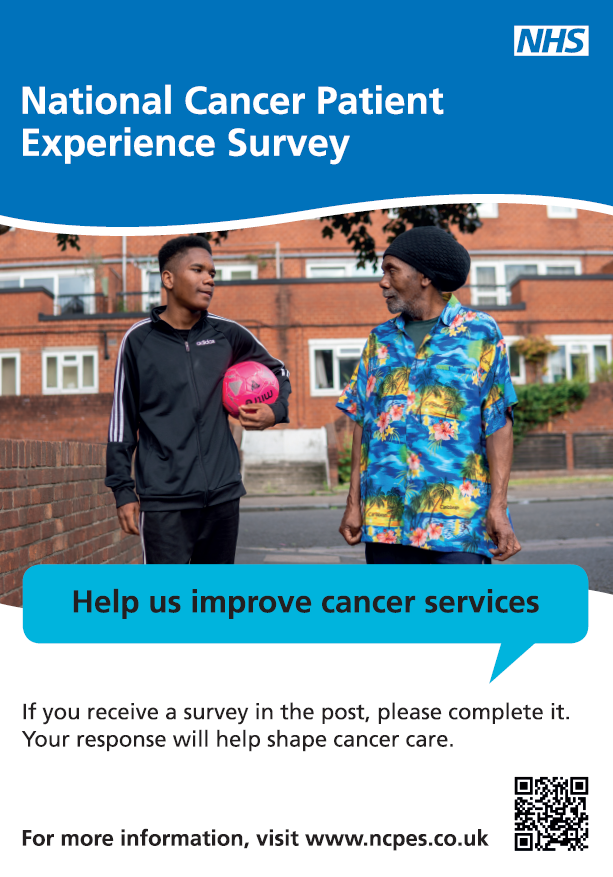 NHS
National Cancer Patient
Experience Survey
adidas
mitre
Help us improve cancer services
If you receive a survey in the post, please complete it.
Your response will help shape cancer care.
For more information, visit www.ncpes.co.uk